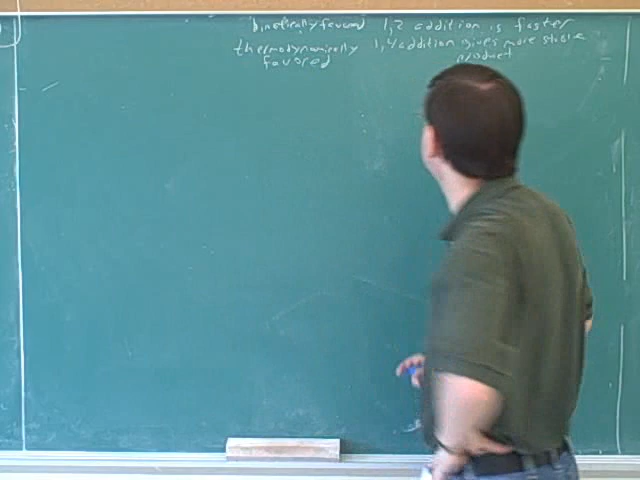 kinetically favored 1,2 addition is faster
thermodynamically 1,4 addition gives more stable
favored product